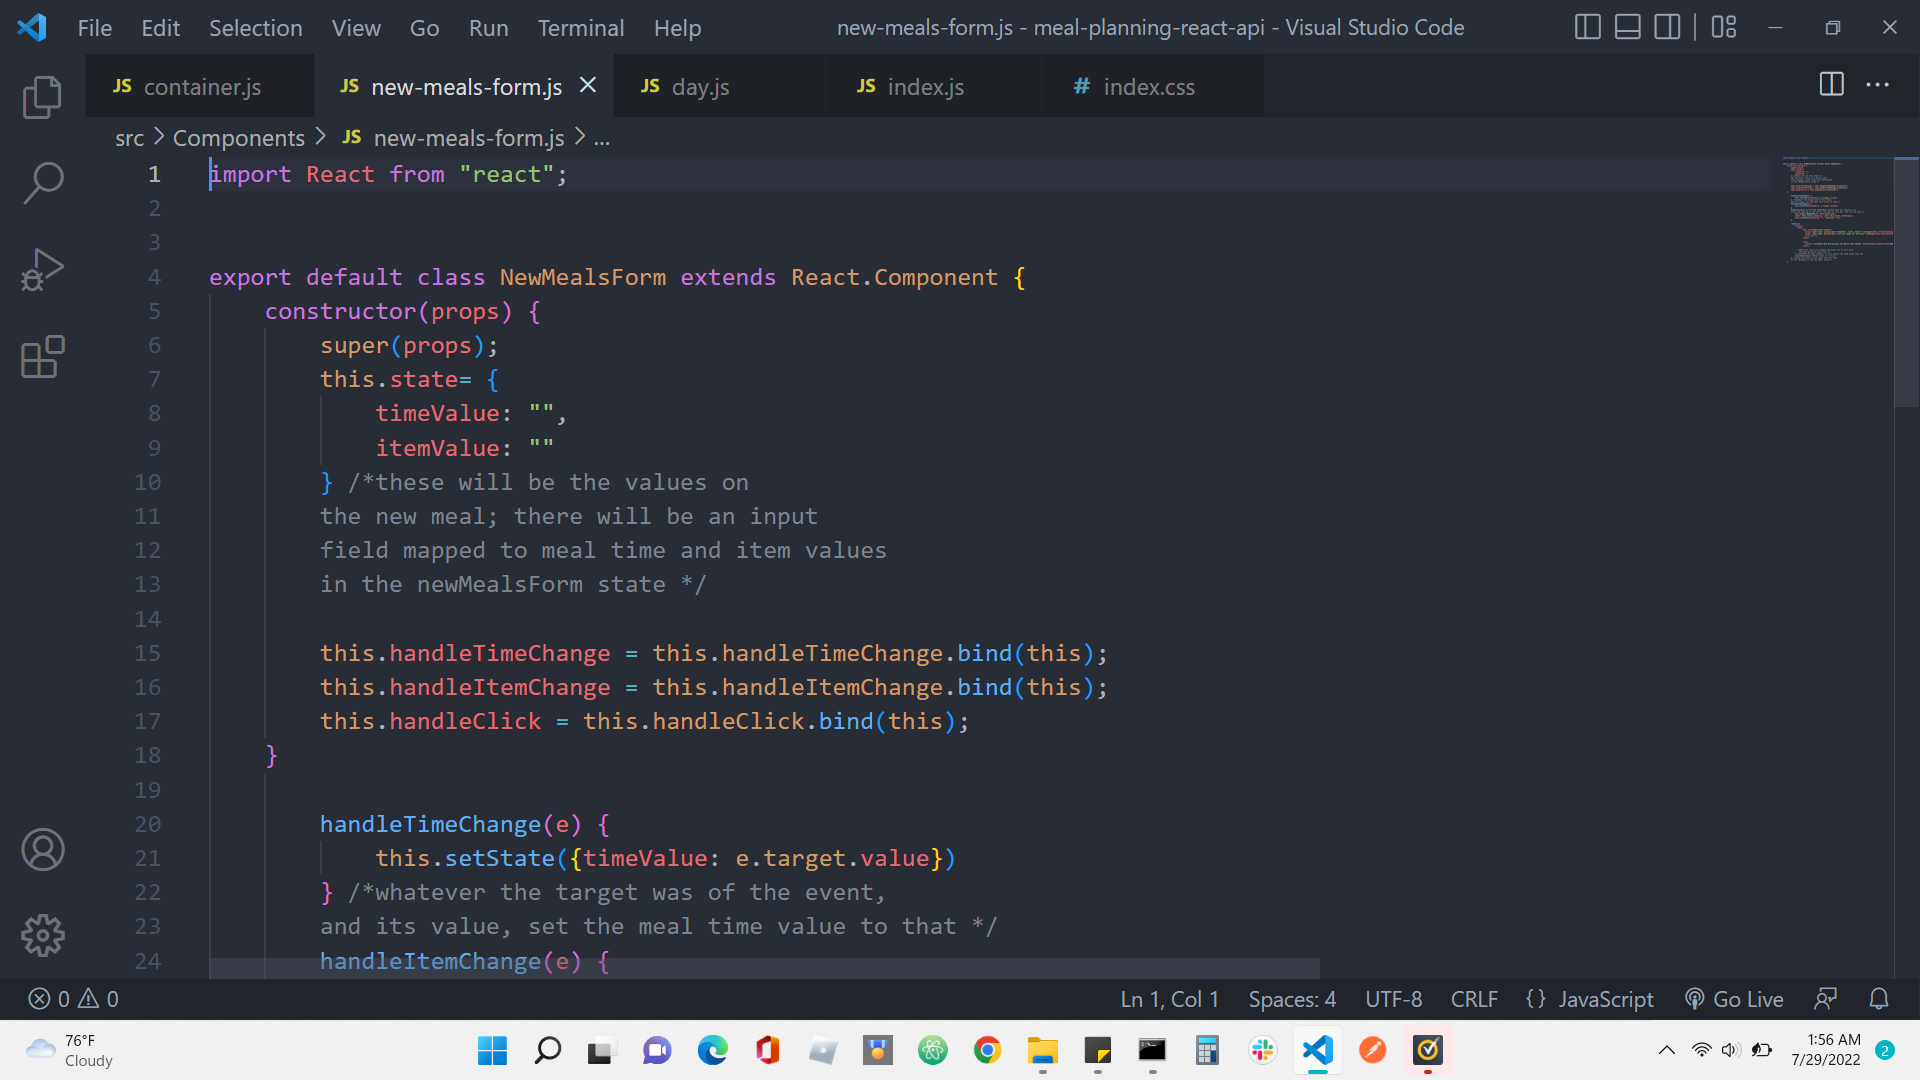 File Edit Selection View Go Run Terminal Help new-meals-form.js - meal-planning-react-api - Visual Studio Code
JS container.js JS new-meals-form.js JS day.js JS index.js # index.css
src > Components > JS new-meals-form.js > ...
1 import React from "react";
2
3
4 export default class NewMealsForm extends React.Component {
5 constructor(props) {
6 super(props);
7 this.state= {
8 timeValue: "",
9 itemValue: ""
10 } /*these will be the values on
11 the new meal; there will be an input
12 field mapped to meal time and item values
13 in the newMealsForm state */
14
15 this.handleTimeChange = this.handleTimeChange.bind(this);
16 this.handleItemChange = this.handleItemChange.bind(this);
17 this.handleClick = this.handleClick.bind(this);
18 }
19
20 handleTimeChange(e) {
21 this.setState({timeValue: e.target.value})
22 } /*whatever the target was of the event,
23 and its value, set the meal time value to that */
24 handleItemChange(e) {
0 0 Ln 1, Col 1 Spaces: 4 UTF-8 CRLF {} JavaScript Go Live
76°F
Cloudy
1:56 AM
7/29/2022
2